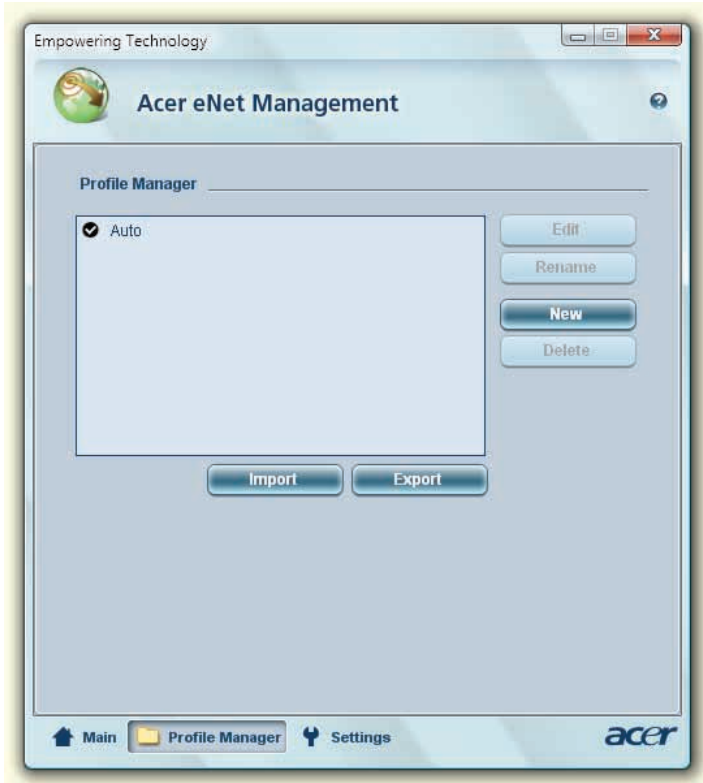 Empowering Technology
Acer eNet Management
Profile Manager
Auto
Edit
Rename
New
Delete
Import Export
Main Profile Manager Settings acer